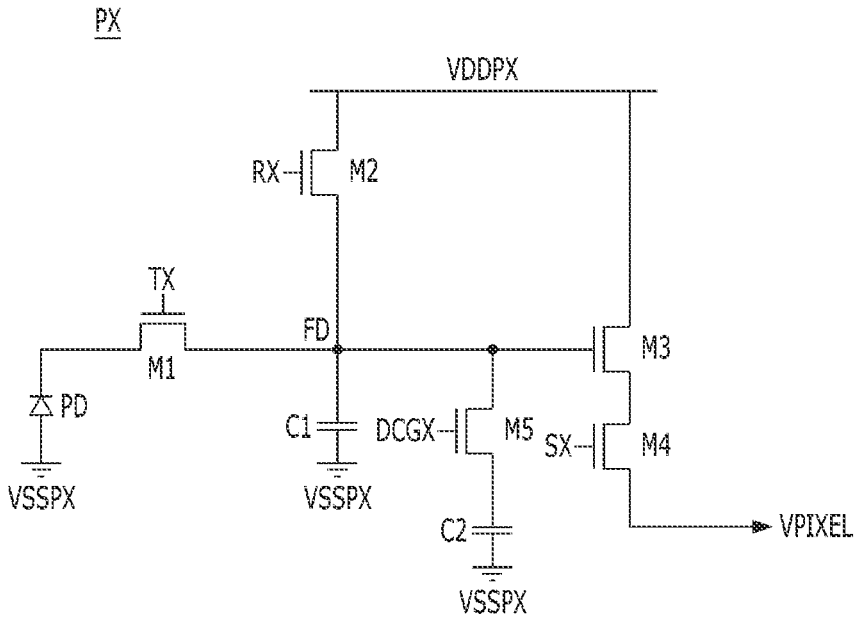 PX
VDDPX
RX
M2
TX
FD
M1
M3
PD
C1
DCGX
M5
SX
M4
VSSPX
VSSPX
C2
VPIXEL
VSSPX